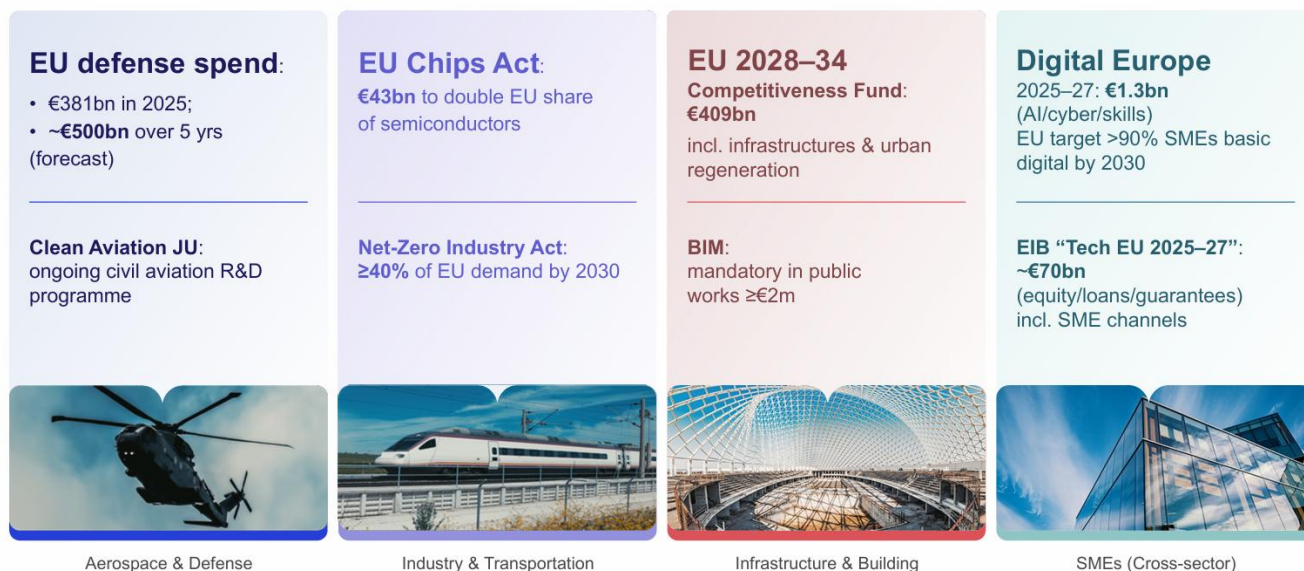 EU defense spend:
• €381bn in 2025;
• ~€500bn over 5 yrs
(forecast)
Clean Aviation JU:
ongoing civil aviation R&D
programme
Aerospace & Defense
EU Chips Act:
€43bn to double EU share
of semiconductors
Net-Zero Industry Act:
≥40% of EU demand by 2030
Industry & Transportation
EU 2028–34
Competitiveness Fund:
€409bn
incl. infrastructures & urban
regeneration
BIM:
mandatory in public
works ≥€2m
Infrastructure & Building
Digital Europe
2025–27: €1.3bn
(AI/cyber/skills)
EU target >90% SMEs basic
digital by 2030
EIB “Tech EU 2025–27”:
~€70bn
(equity/loans/guarantees)
incl. SME channels
SMEs (Cross-sector)